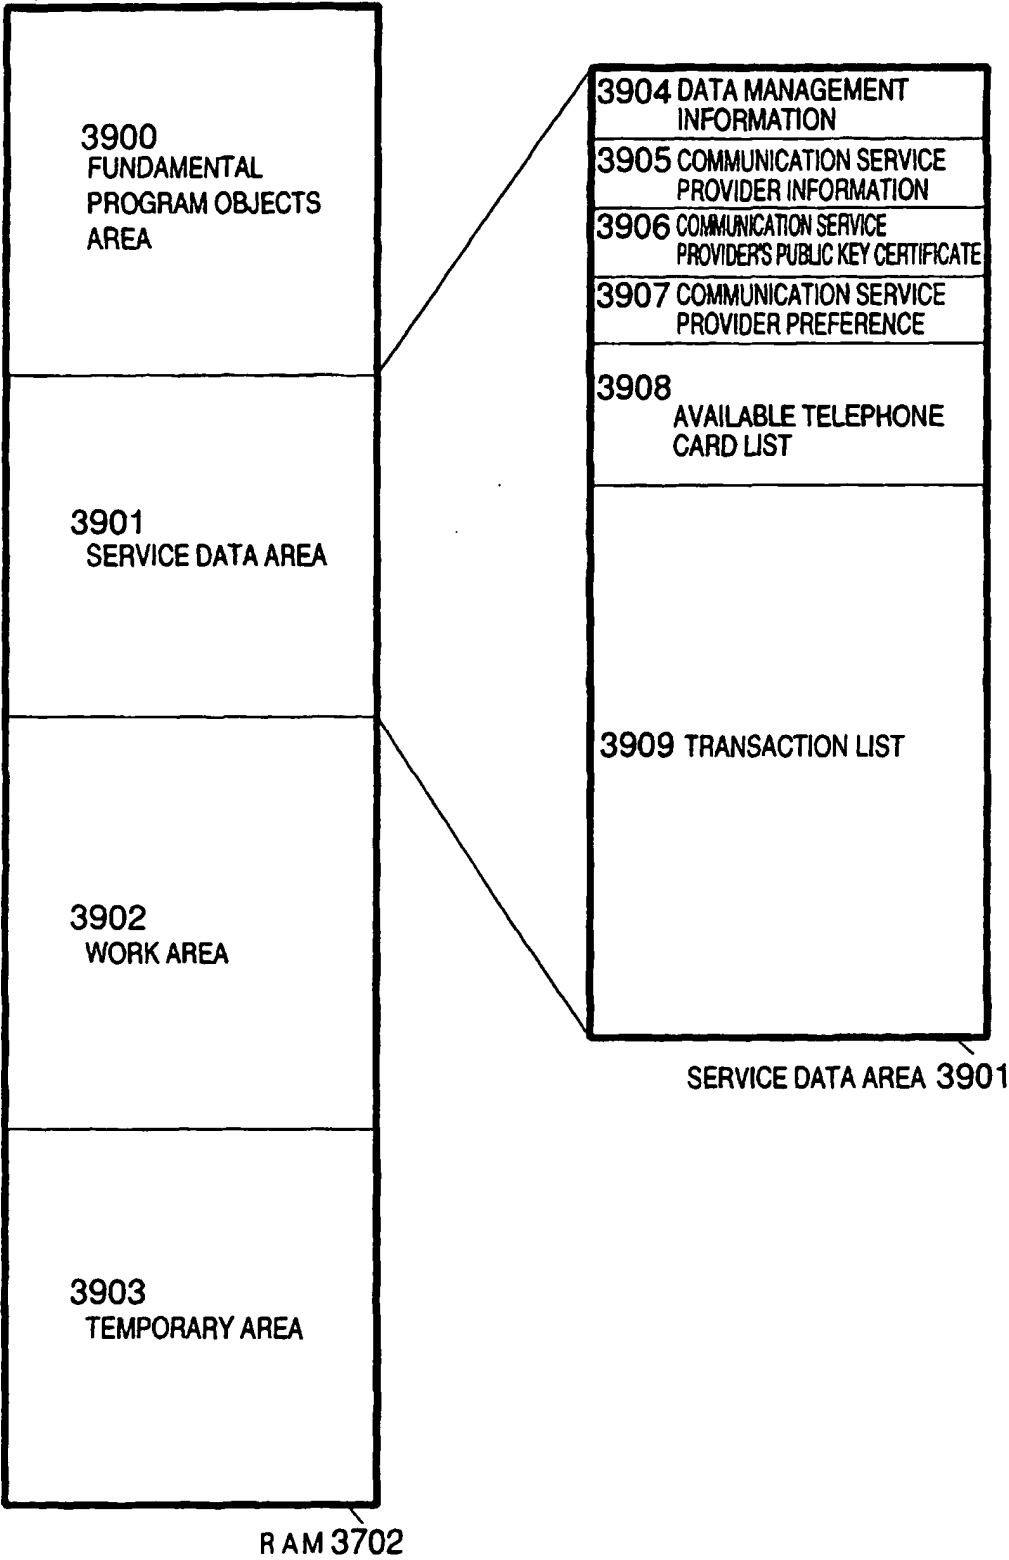 3900
FUNDAMENTAL
PROGRAM OBJECTS
AREA
3901
SERVICE DATA AREA
3902
WORK AREA
3903
TEMPORARY AREA
RAM 3702
3904 DATA MANAGEMENT
INFORMATION
3905 COMMUNICATION SERVICE
PROVIDER INFORMATION
3906 COMMUNICATION SERVICE
PROVIDER'S PUBLIC KEY CERTIFICATE
3907 COMMUNICATION SERVICE
PROVIDER PREFERENCE
3908
AVAILABLE TELEPHONE
CARD LIST
3909 TRANSACTION LIST
SERVICE DATA AREA 3901